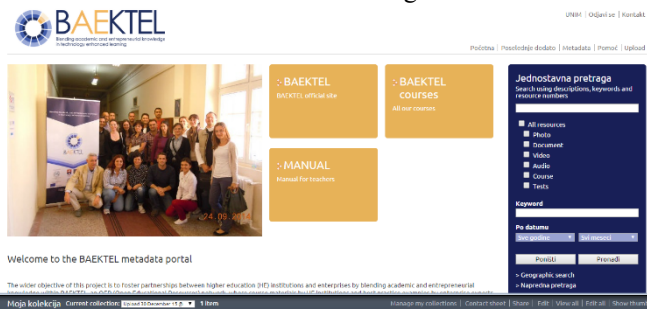 BAEKTEL
Blending academic and entrepreneurial knowledge
in technology enhanced learning
UNIM | Odjavi se | Kontakt
Početna | Poslednje dodato | Metadata | Pomoć | Upload
BAEKTEL
24.09.2014
:- BAEKTEL
BAEKTEL official site
:- BAEKTEL
courses
All our courses
:- MANUAL
Manual for teachers
Jednostavna pretraga
Search using descriptions, keywords and
resource numbers
All resources
Photo
Document
Video
Audio
Course
Tests
Keyword
Po datumu
Sve godine
Svi meseci
Poništi
Pronađi
> Geographic search
> Napredna pretraga
Welcome to the BAEKTEL metadata portal
The wider objective of this project is to foster partnerships between higher education (HE) institutions and enterprises by blending academic and entrepreneurial
Moja kolekcija Current collection: 1 item
Manage my collections | Contact sheet | Share | Edit | View all | Edit all | Show thumb